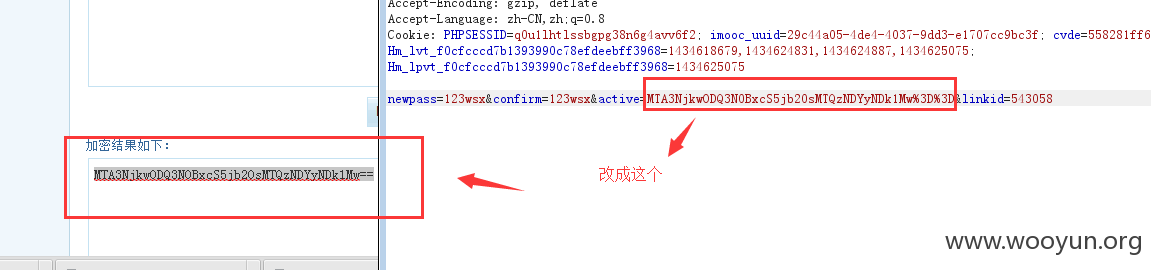 Accept-Encoding: gzip, deflate
Accept-Language: zh-CN,zh;q=0.8
Cookie: PHPSESSID=q0u1lhtlssbgpg38n6g4avv6f2; imooc_uuid=29c44a05-4de4-4037-9dd3-e1707cc9bc3f; cvde=558281ff6
Hm_lvt_f0cfcccd7b1393990c78efdeebff3968=1434618679,1434624831,1434624887,1434625075;
Hm_lpvt_f0cfcccd7b1393990c78efdeebff3968=1434625075
newpass=123wsx&confirm=123wsx&active=MTA3NjkwODQ3N0BxcS5jb20sMTQzNDYyNDk1Mw%3D%3D&linkid=543058
加密结果如下：
MTA3NjkwODQ3N0BxcS5jb20sMTQzNDYyNDk1Mw==
改成这个
www.wooyun.org